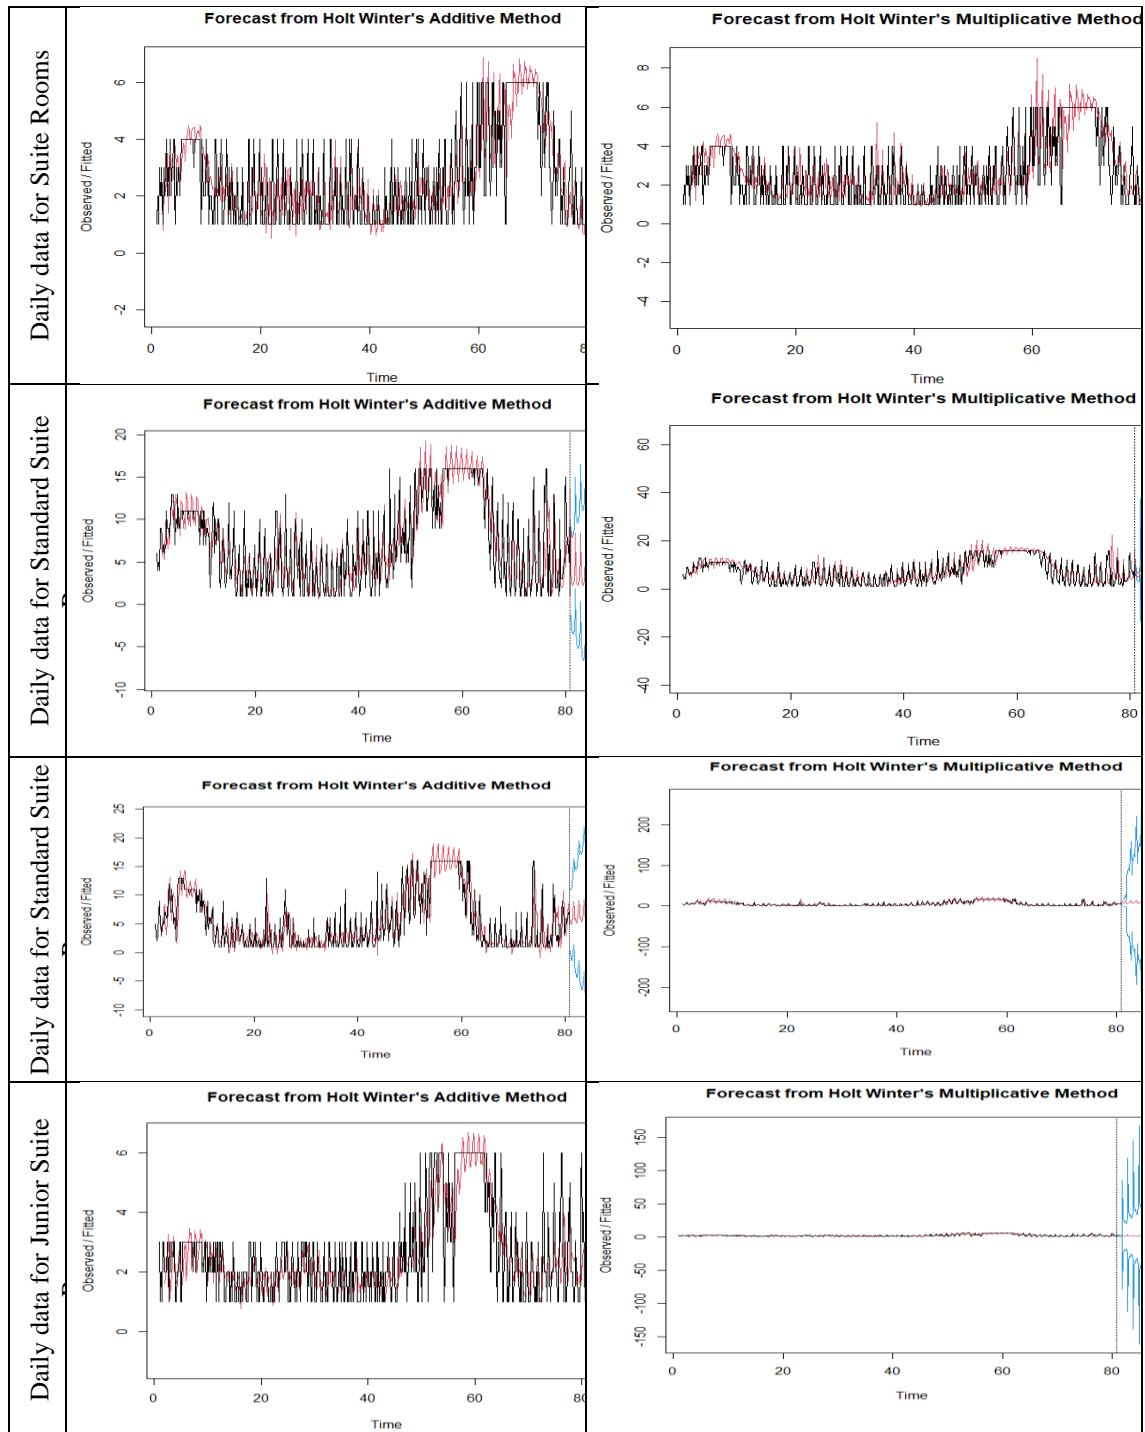 Daily data for Suite Rooms
Forecast from Holt Winter's Additive Method
Observed / Fitted
6
4
2
0
-2
0 20 40 60
Time
Forecast from Holt Winter's Multiplicative Method
Observed / Fitted
8
6
4
2
0
-2
-4
0 20 40 60
Time
Daily data for Standard Suite
Forecast from Holt Winter's Additive Method
Observed / Fitted
20
15
10
5
0
-5
-10
0 20 40 60 80
Time
Forecast from Holt Winter's Multiplicative Method
Observed / Fitted
60
40
20
0
-20
-40
0 20 40 60 80
Time
Daily data for Standard Suite
Forecast from Holt Winter's Additive Method
Observed / Fitted
25
20
15
10
5
0
-5
-10
0 20 40 60 80
Time
Forecast from Holt Winter's Multiplicative Method
Observed / Fitted
200
100
0
-100
-200
0 20 40 60 80
Time
Daily data for Junior Suite
Forecast from Holt Winter's Additive Method
Observed / Fitted
6
4
2
0
0 20 40 60 80
Time
Forecast from Holt Winter's Multiplicative Method
Observed / Fitted
150
100
50
0
-50
-100
-150
0 20 40 60 80
Time